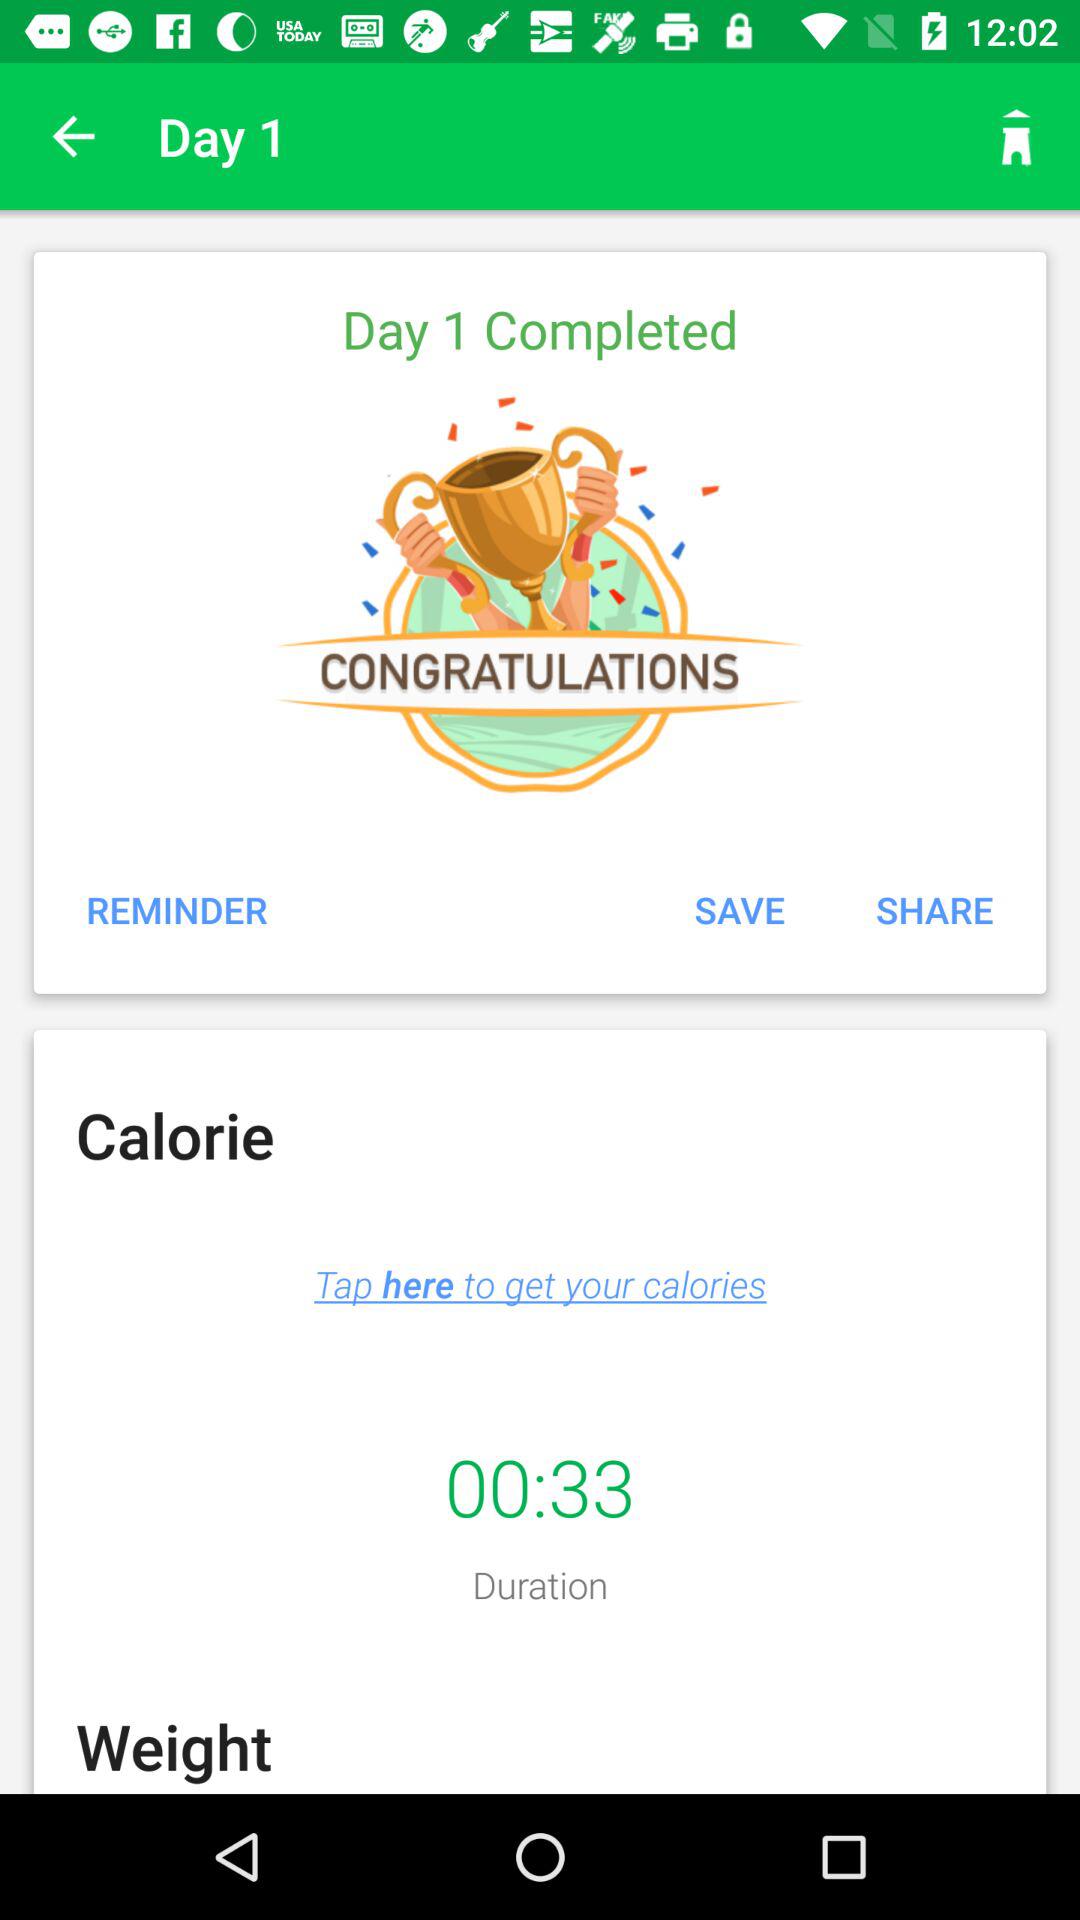 USA
TODAY
FAK
12:02
Day 1
Day 1 Completed
CONGRATULATIONS
REMINDER SAVE SHARE
Calorie
Tap here to get your calories
00:33
Duration
Weight